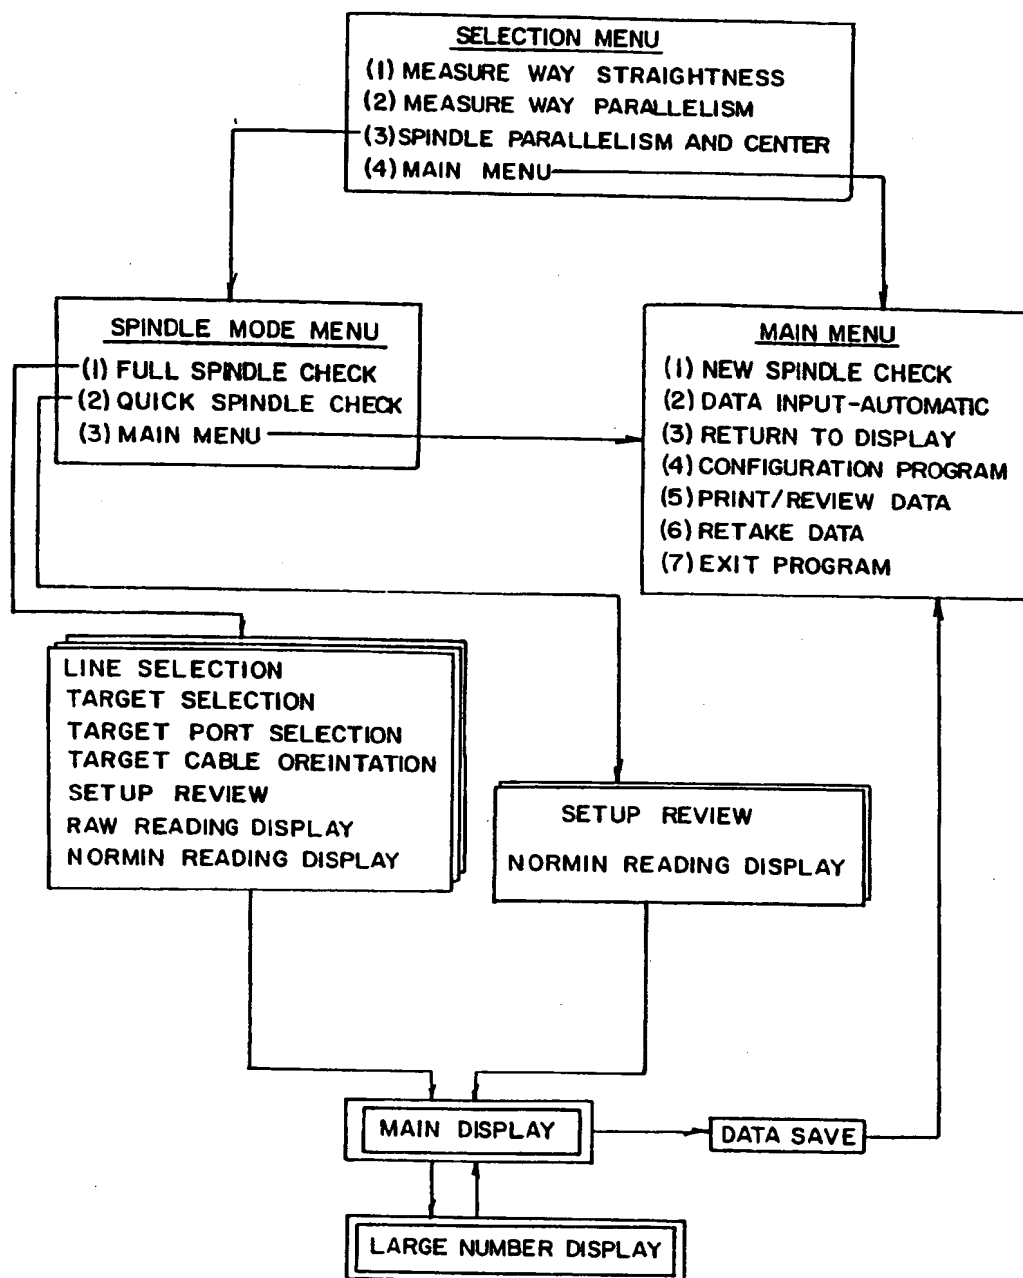 SELECTION MENU
(1) MEASURE WAY STRAIGHTNESS
(2) MEASURE WAY PARALLELISM
(3) SPINDLE PARALLELISM AND CENTER
(4) MAIN MENU
SPINDLE MODE MENU
(1) FULL SPINDLE CHECK
(2) QUICK SPINDLE CHECK
(3) MAIN MENU
MAIN MENU
(1) NEW SPINDLE CHECK
(2) DATA INPUT-AUTOMATIC
(3) RETURN TO DISPLAY
(4) CONFIGURATION PROGRAM
(5) PRINT/REVIEW DATA
(6) RETAKE DATA
(7) EXIT PROGRAM
LINE SELECTION
TARGET SELECTION
TARGET PORT SELECTION
TARGET CABLE OREINTATION
SETUP REVIEW
RAW READING DISPLAY
NORMIN READING DISPLAY
SETUP REVIEW
NORMIN READING DISPLAY
MAIN DISPLAY
DATA SAVE
LARGE NUMBER DISPLAY